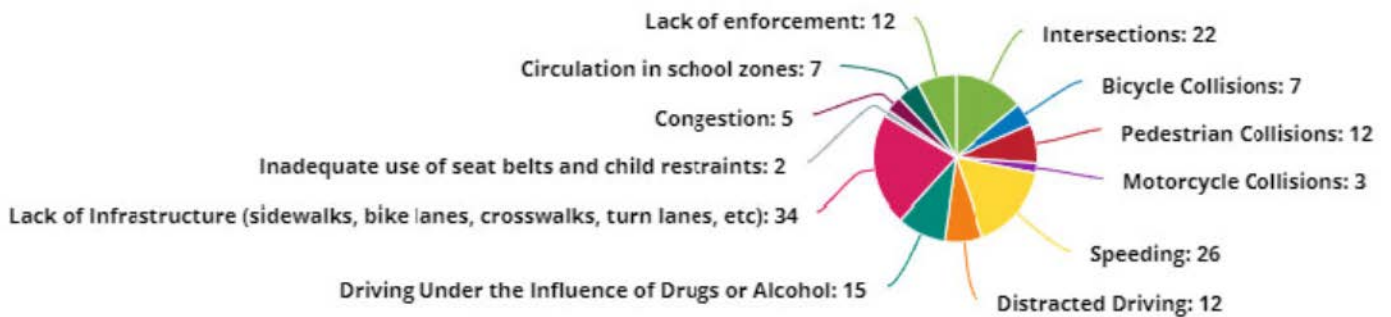 Lack of enforcement: 12
Intersections: 22
Circulation in school zones: 7
Bicycle Collisions: 7
Congestion: 5
Pedestrian Collisions: 12
Inadequate use of seat belts and child restraints: 2
Motorcycle Collisions: 3
Lack of Infrastructure (sidewalks, bike lanes, crosswalks, turn lanes, etc): 34
Speeding: 26
Driving Under the Influence of Drugs or Alcohol: 15
Distracted Driving: 12